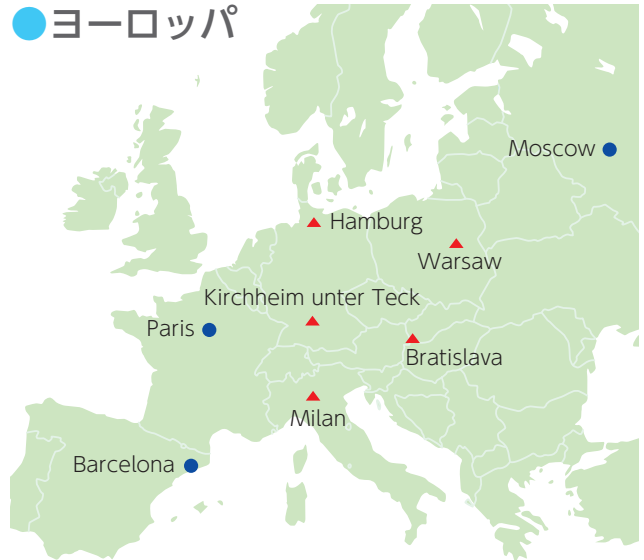 ヨーロッパ
Moscow
Hamburg
Warsaw
Kirchheim unter Teck
Paris
Bratislava
Milan
Barcelona